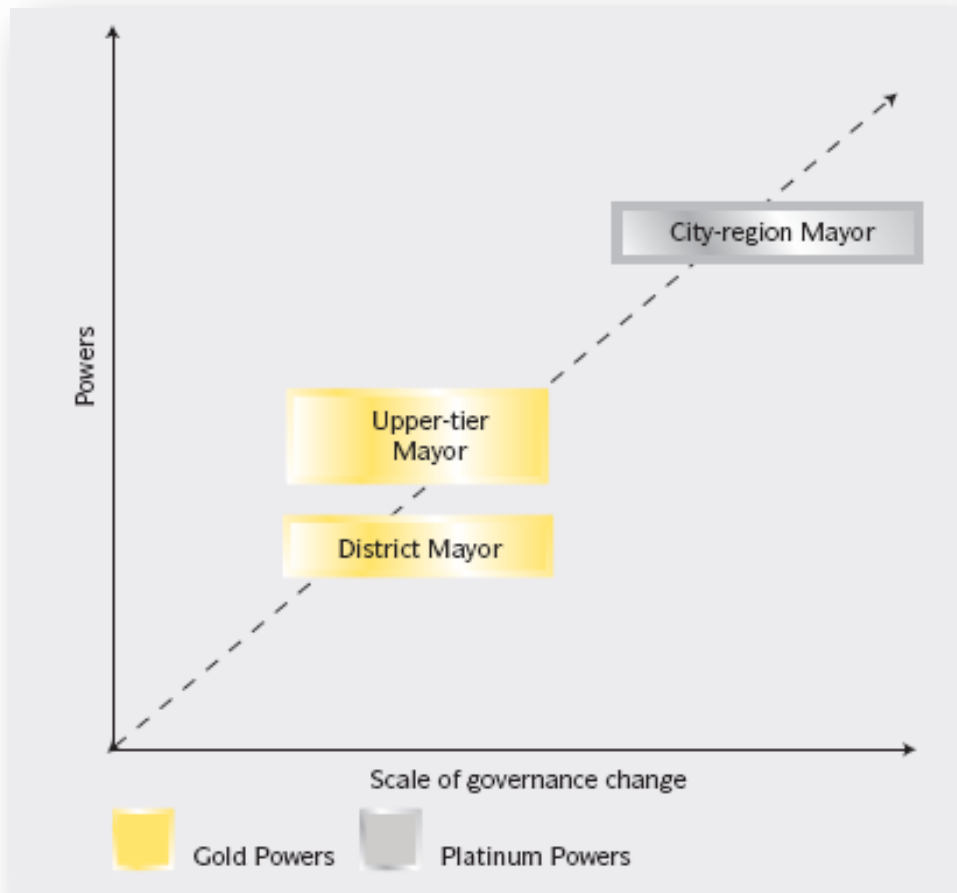 City-region Mayor
Powers
Upper-tier
Mayor
District Mayor
Scale of governance change
Gold Powers
Platinum Powers